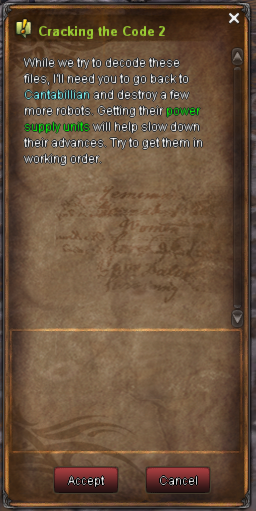 Cracking the Code 2
While we try to decode these
files, I'll need you to go back to
Cantabillian and destroy a few
more robots. Getting their power
supply units will help slow down
their advances. Try to get them in
working order.
Accept
Cancel